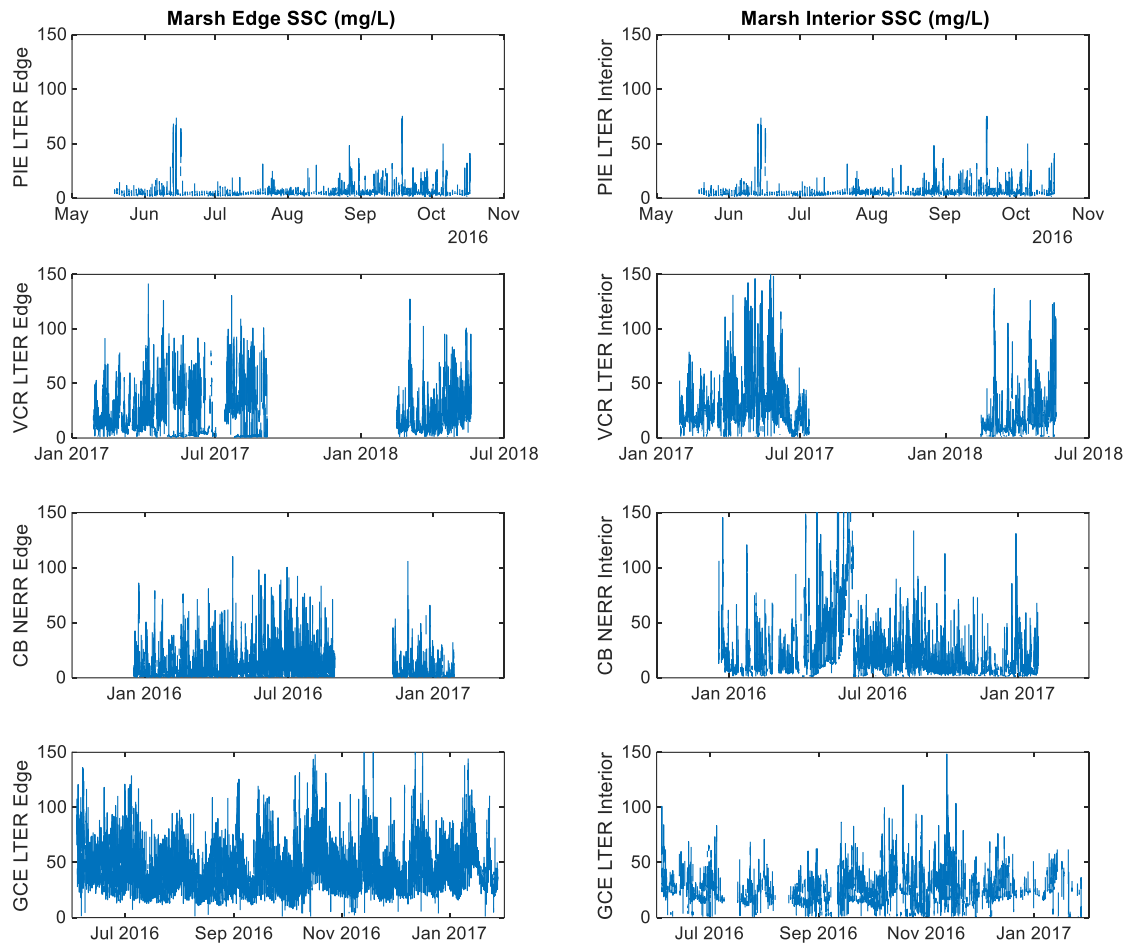 Marsh Edge SSC (mg/L)
Marsh Interior SSC (mg/L)
PIE LTER Edge
150
100
50
0
May Jun Jul Aug Sep Oct Nov
2016
PIE LTER Interior
150
100
50
0
May Jun Jul Aug Sep Oct Nov
2016
VCR LTER Edge
150
100
50
0
Jan 2017 Jul 2017 Jan 2018 Jul 2018
VCR LTER Interior
150
100
50
0
Jan 2017 Jul 2017 Jan 2018 Jul 2018
CB NERR Edge
150
100
50
0
Jan 2016 Jul 2016 Jan 2017
CB NERR Interior
150
100
50
0
Jan 2016 Jul 2016 Jan 2017
GCE LTER Edge
150
100
50
0
Jul 2016 Sep 2016 Nov 2016 Jan 2017
GCE LTER Interior
150
100
50
0
Jul 2016 Sep 2016 Nov 2016 Jan 2017